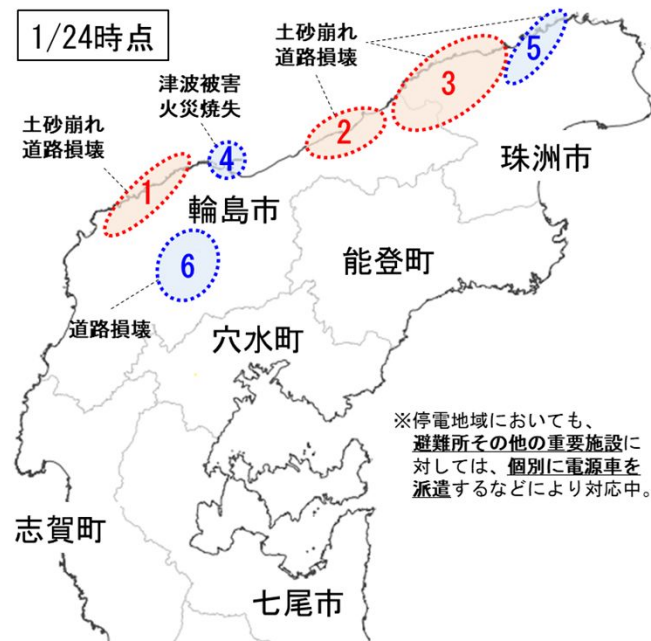 1/24時点
土砂崩れ
道路損壊
津波被害
火災焼失
土砂崩れ
道路損壊
5
3
2
4
1
珠洲市
輪島市
能登町
6
道路損壊
穴水町
※停電地域においても、
避難所その他の重要施設に
対しては、個別に電源車を
派遣するなどにより対応中。
志賀町
七尾市